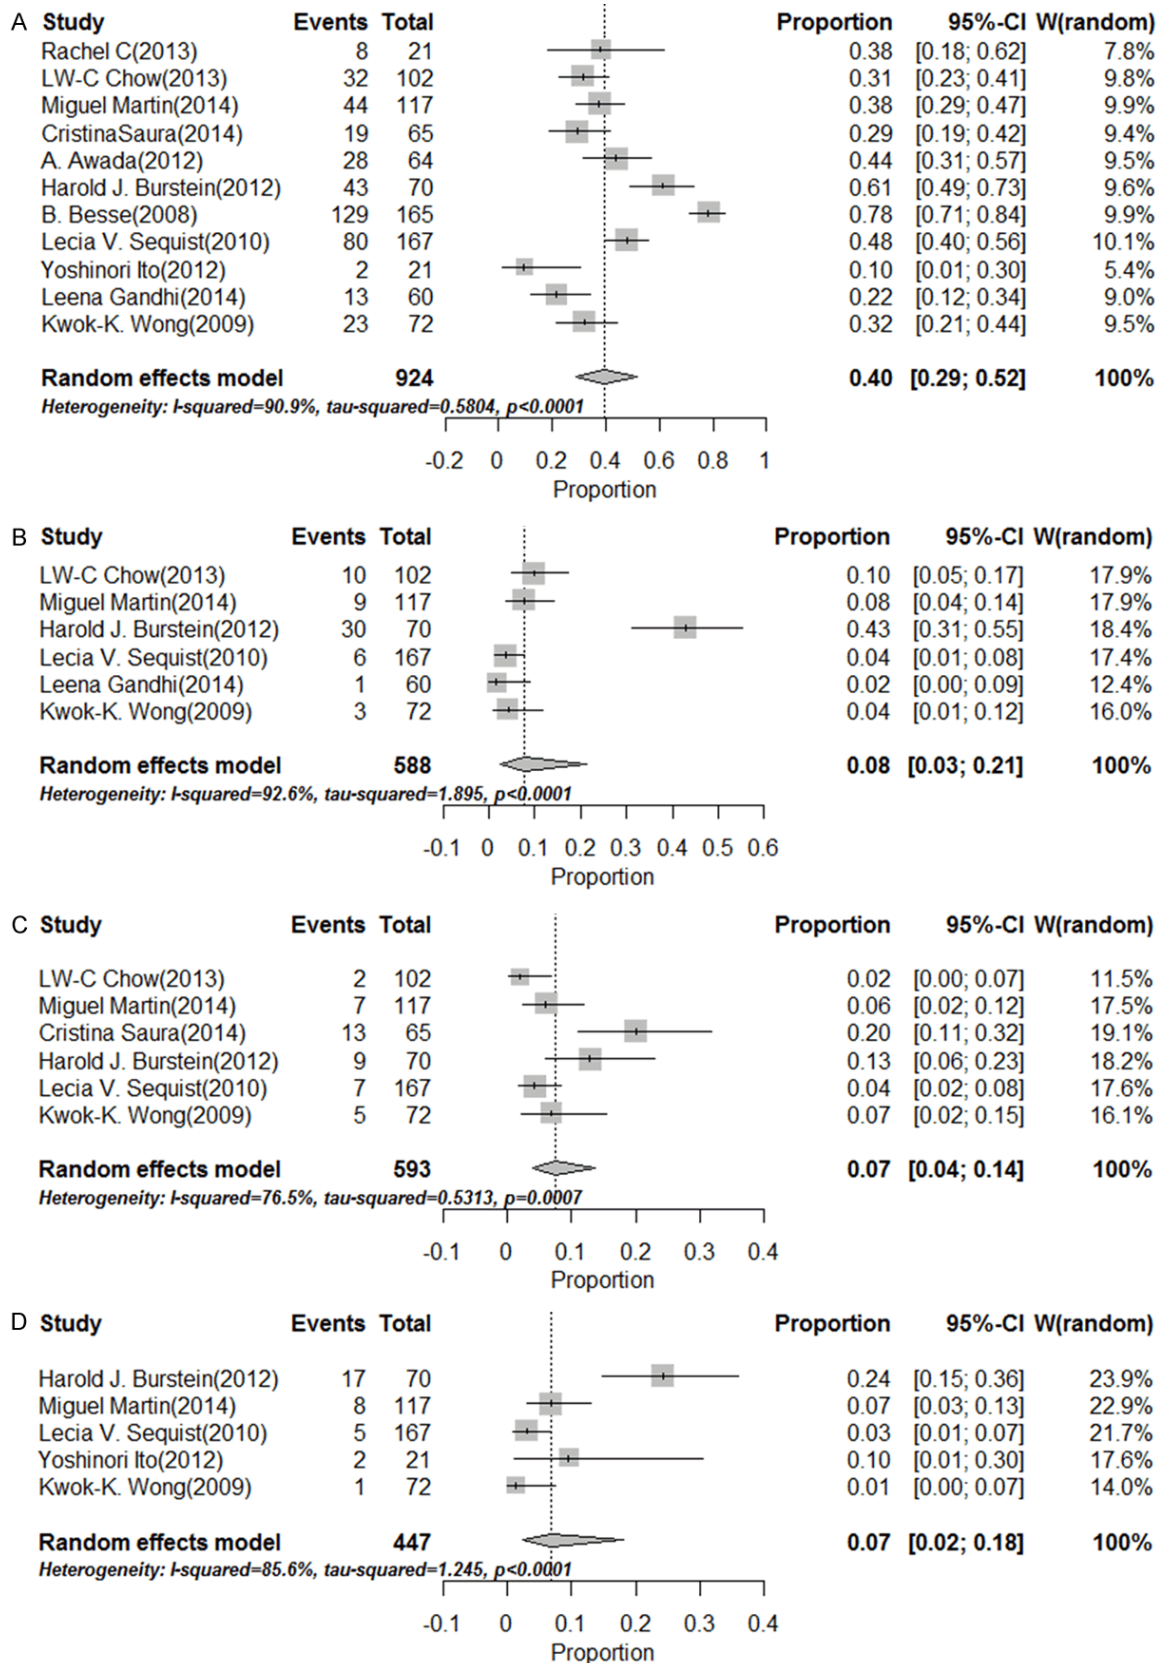 A Study Events Total Proportion 95%-CI W(random)
Rachel C(2013) 8 21 0.38 [0.18; 0.62] 7.8%
LW-C Chow(2013) 32 102 0.31 [0.23; 0.41] 9.8%
Miguel Martin(2014) 44 117 0.38 [0.29; 0.47] 9.9%
CristinaSaura(2014) 19 65 0.29 [0.19; 0.42] 9.4%
A. Awada(2012) 28 64 0.44 [0.31; 0.57] 9.5%
Harold J. Burstein(2012) 43 70 0.61 [0.49; 0.73] 9.6%
B. Besse(2008) 129 165 0.78 [0.71; 0.84] 9.9%
Lecia V. Sequist(2010) 80 167 0.48 [0.40; 0.56] 10.1%
Yoshinori Ito(2012) 2 21 0.10 [0.01; 0.30] 5.4%
Leena Gandhi(2014) 13 60 0.22 [0.12; 0.34] 9.0%
Kwok-K. Wong(2009) 23 72 0.32 [0.21; 0.44] 9.5%
Random effects model 924 0.40 [0.29; 0.52] 100%
Heterogeneity: I-squared=90.9%, tau-squared=0.5804, p<0.0001
-0.2 0 0.2 0.4 0.6 0.8 1
Proportion
B Study Events Total Proportion 95%-CI W(random)
LW-C Chow(2013) 10 102 0.10 [0.05; 0.17] 17.9%
Miguel Martin(2014) 9 117 0.08 [0.04; 0.14] 17.9%
Harold J. Burstein(2012) 30 70 0.43 [0.31; 0.55] 18.4%
Lecia V. Sequist(2010) 6 167 0.04 [0.01; 0.08] 17.4%
Leena Gandhi(2014) 1 60 0.02 [0.00; 0.09] 12.4%
Kwok-K. Wong(2009) 3 72 0.04 [0.01; 0.12] 16.0%
Random effects model 588 0.08 [0.03; 0.21] 100%
Heterogeneity: I-squared=92.6%, tau-squared=1.895, p<0.0001
-0.1 0 0.1 0.2 0.3 0.4 0.5 0.6
Proportion
C Study Events Total Proportion 95%-CI W(random)
LW-C Chow(2013) 2 102 0.02 [0.00; 0.07] 11.5%
Miguel Martin(2014) 7 117 0.06 [0.02; 0.12] 17.5%
Cristina Saura(2014) 13 65 0.20 [0.11; 0.32] 19.1%
Harold J. Burstein(2012) 9 70 0.13 [0.06; 0.23] 18.2%
Lecia V. Sequist(2010) 7 167 0.04 [0.02; 0.08] 17.6%
Kwok-K. Wong(2009) 5 72 0.07 [0.02; 0.15] 16.1%
Random effects model 593 0.07 [0.04; 0.14] 100%
Heterogeneity: I-squared=76.5%, tau-squared=0.5313, p=0.0007
-0.1 0 0.1 0.2 0.3 0.4
Proportion
D Study Events Total Proportion 95%-CI W(random)
Harold J. Burstein(2012) 17 70 0.24 [0.15; 0.36] 23.9%
Miguel Martin(2014) 8 117 0.07 [0.03; 0.13] 22.9%
Lecia V. Sequist(2010) 5 167 0.03 [0.01; 0.07] 21.7%
Yoshinori Ito(2012) 2 21 0.10 [0.01; 0.30] 17.6%
Kwok-K. Wong(2009) 1 72 0.01 [0.00; 0.07] 14.0%
Random effects model 447 0.07 [0.02; 0.18] 100%
Heterogeneity: I-squared=85.6%, tau-squared=1.245, p<0.0001
-0.1 0 0.1 0.2 0.3 0.4
Proportion